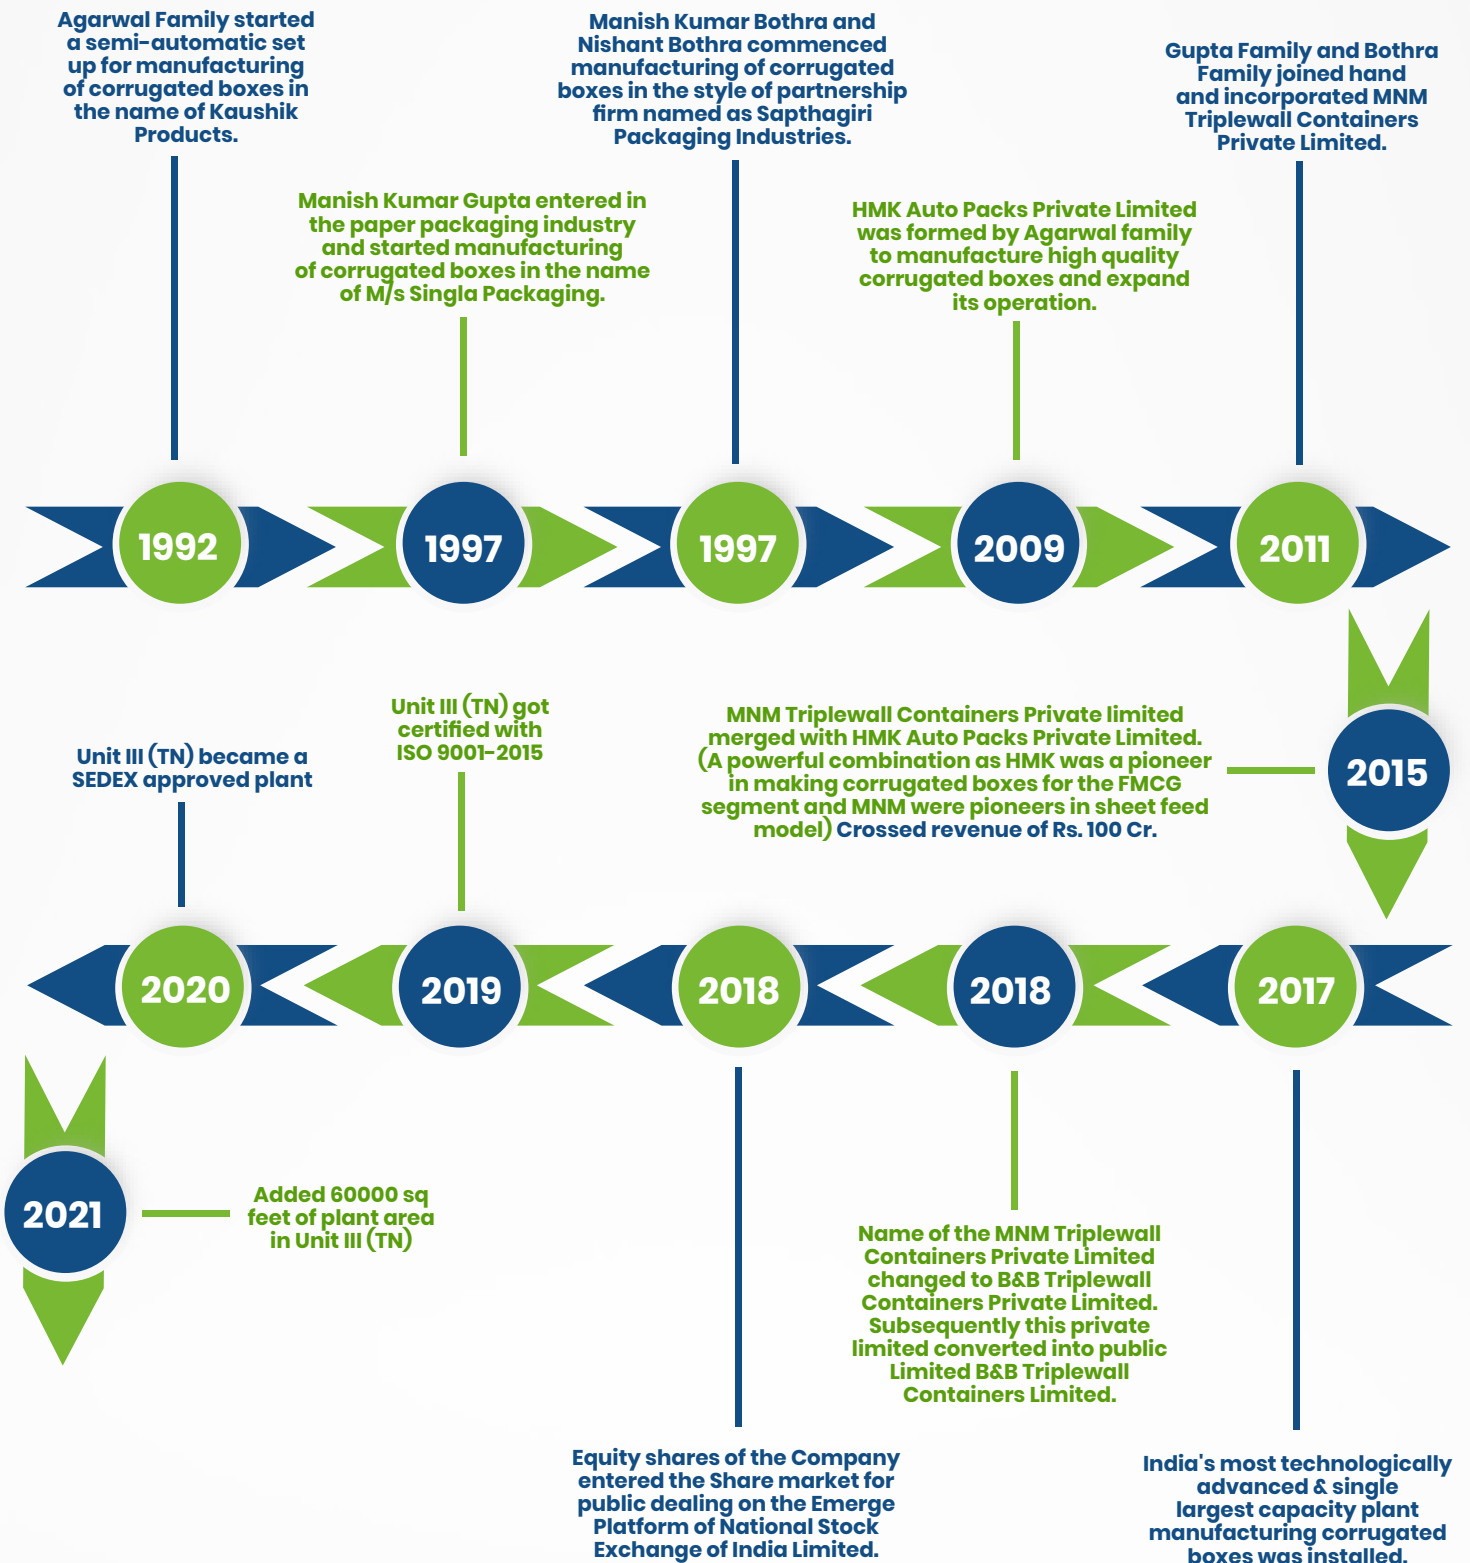 Agarwal Family started
a semi-automatic set
up for manufacturing
of corrugated boxes in
the name of Kaushik
Products.
1992
Manish Kumar Gupta entered in
the paper packaging industry
and started manufacturing
of corrugated boxes in the name
of M/s Singla Packaging.
1997
Manish Kumar Bothra and
Nishant Bothra commenced
manufacturing of corrugated
boxes in the style of partnership
firm named as Sapthagiri
Packaging Industries.
1997
HMK Auto Packs Private Limited
was formed by Agarwal family
to manufacture high quality
corrugated boxes and expand
its operation.
2009
Gupta Family and Bothra
Family joined hand
and incorporated MNM
Triplewall Containers
Private Limited.
2011
MNM Triplewall Containers Private limited
merged with HMK Auto Packs Private Limited.
(A powerful combination as HMK was a pioneer
in making corrugated boxes for the FMCG
segment and MNM were pioneers in sheet feed
model) Crossed revenue of Rs. 100 Cr.
2015
2017
India's most technologically
advanced & single
largest capacity plant
manufacturing corrugated
boxes was installed.
2018
Name of the MNM Triplewall
Containers Private Limited
changed to B&B Triplewall
Containers Private Limited.
Subsequently this private
limited converted into public
Limited B&B Triplewall
Containers Limited.
2018
Equity shares of the Company
entered the Share market for
public dealing on the Emerge
Platform of National Stock
Exchange of India Limited.
Unit III (TN) got
certified with
ISO 9001-2015
2019
Unit III (TN) became a
SEDEX approved plant
2020
2021
Added 60000 sq
feet of plant area
in Unit III (TN)